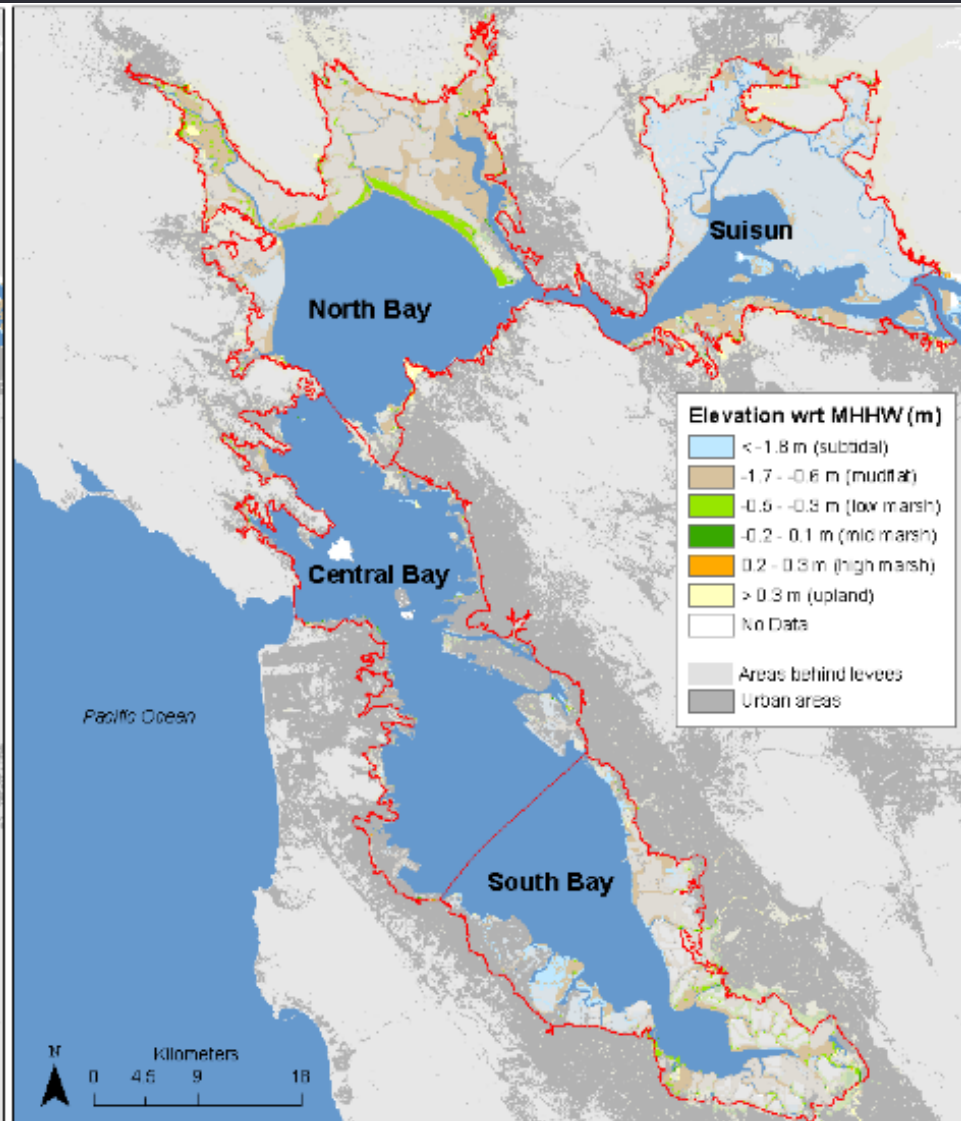 Suisun
North Bay
Elevation wrt MHHW (m)
< -1.8 m (subtidal)
-1.7 - -0.6 m (mudflat)
-0.5 - -0.3 m (low marsh)
-0.2 - 0.1 m (mid marsh)
0.2 - 0.3 m (high marsh)
> 0.3 m (upland)
No Data
Areas behind levees
Urban areas
Central Bay
Pacific Ocean
South Bay
N
Kilometers
0 4.5 9 18